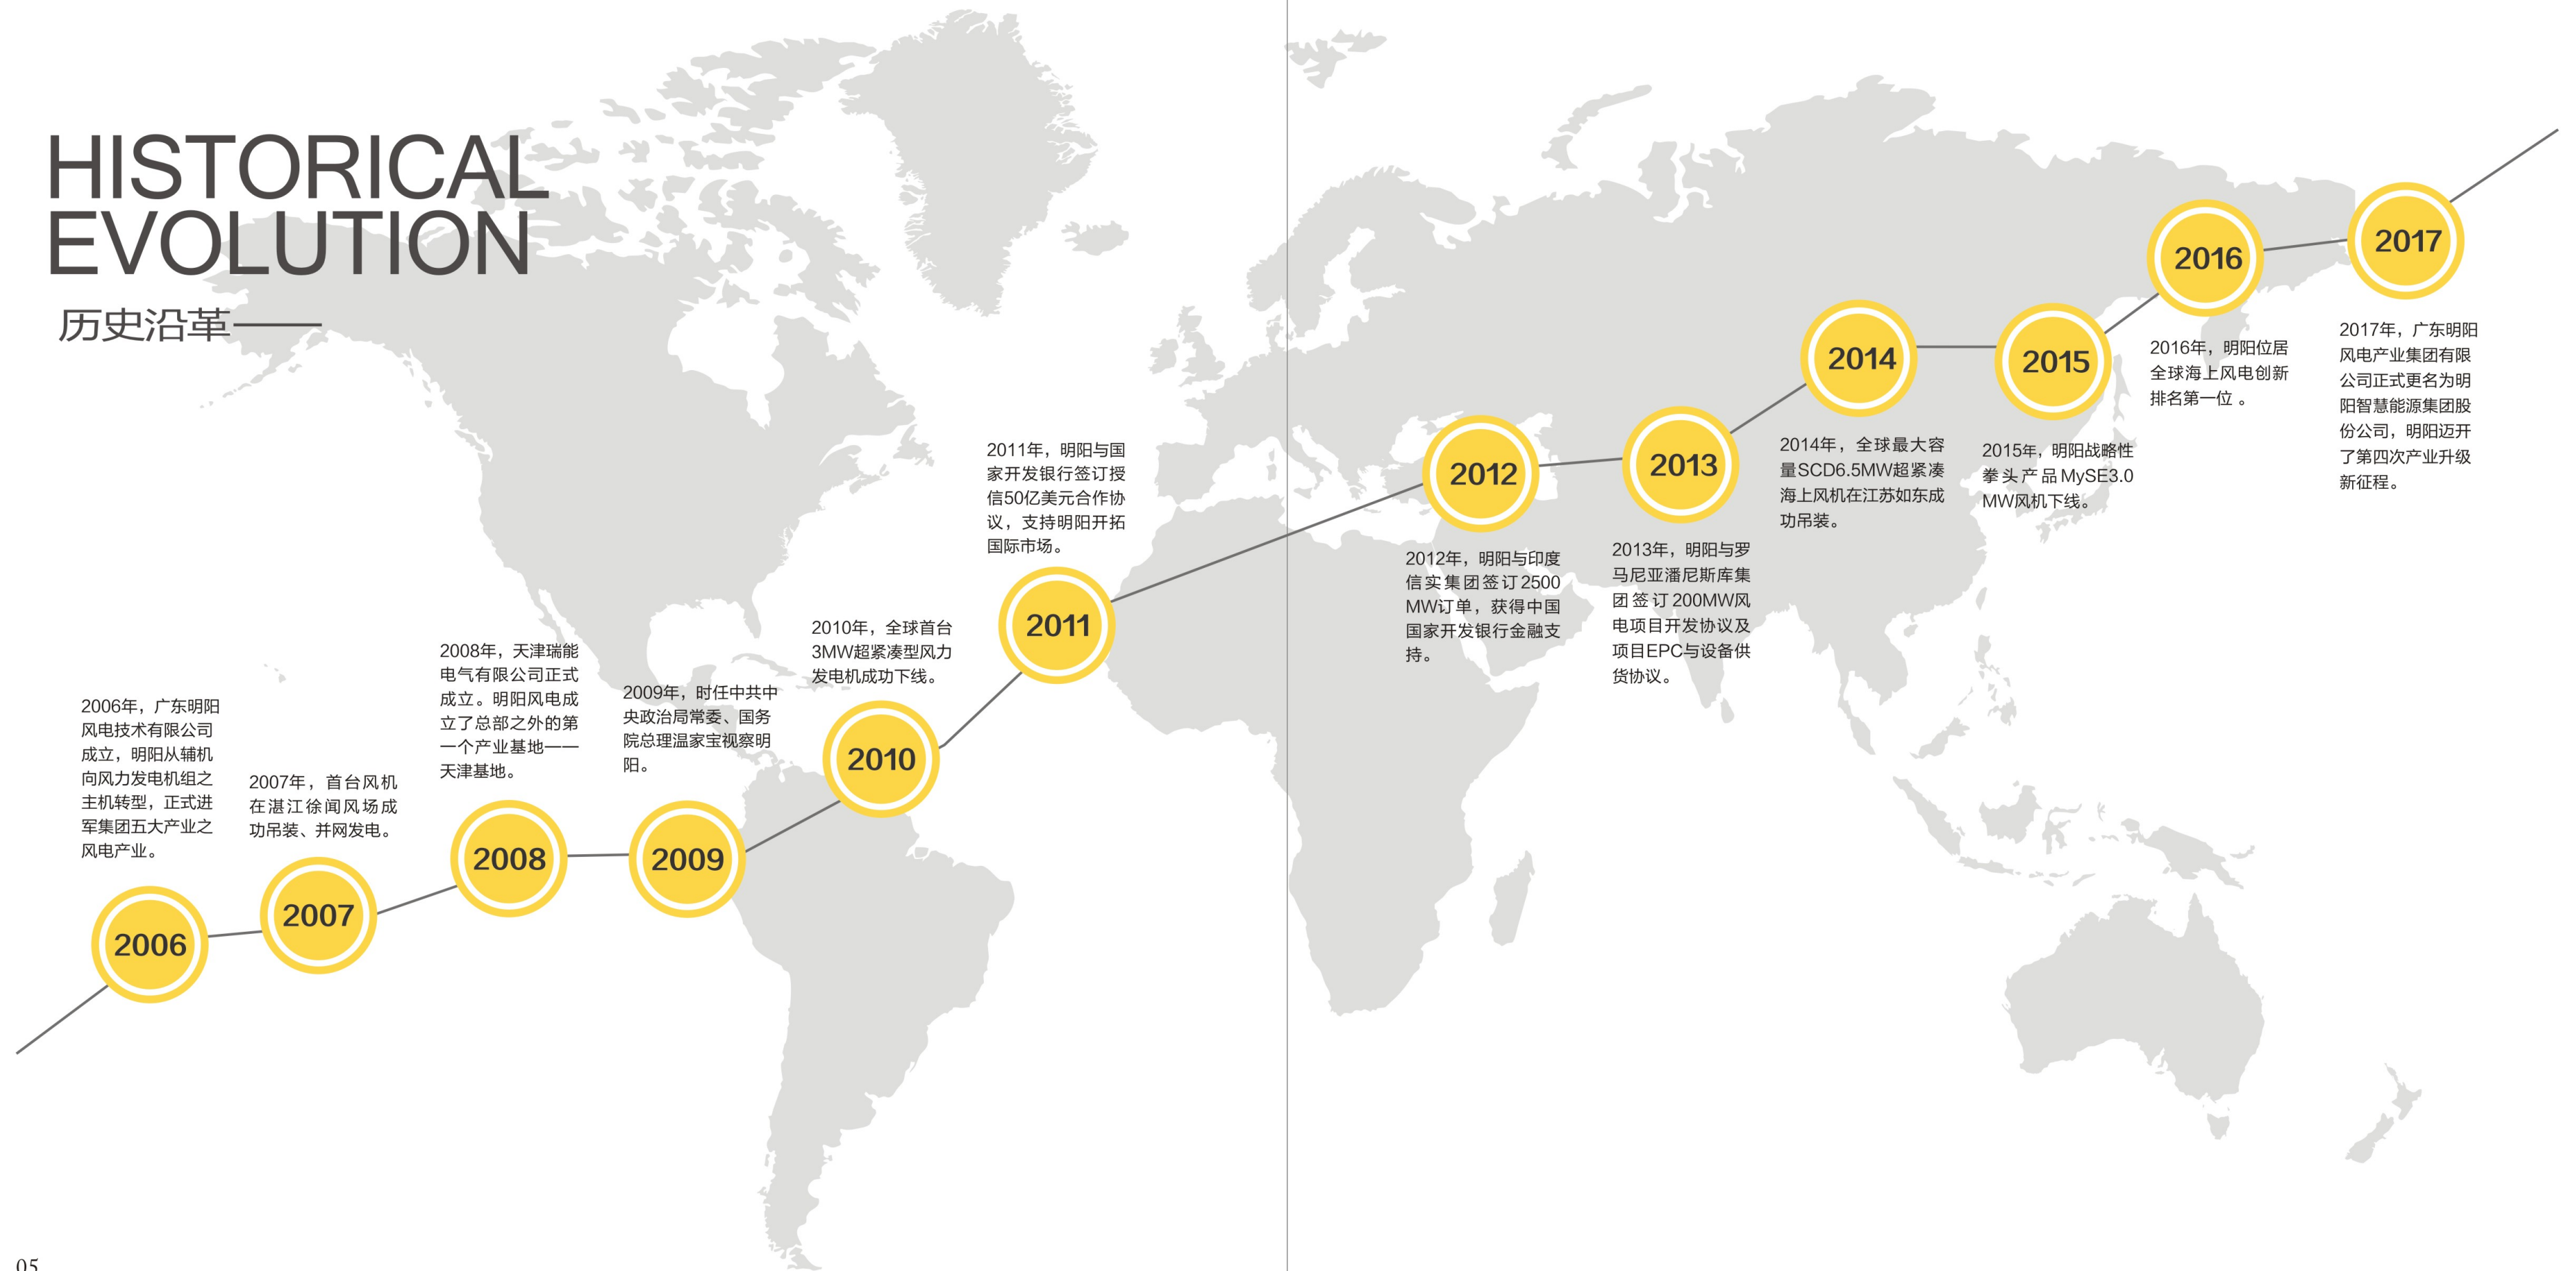 HISTORICAL
EVOLUTION
历史沿革
2006年，广东明阳
风电技术有限公司
成立，明阳从辅机
向风力发电机组之
主机转型，正式进
军集团五大产业之
风电产业。
2006
2007年，首台风机
在湛江徐闻风场成
功吊装、并网发电。
2007
2008年，天津瑞能
电气有限公司正式
成立。明阳风电成
立了总部之外的第
一个产业基地——
天津基地。
2008
2009年，时任中共中
央政治局常委、国务
院总理温家宝视察明
阳。
2009
2010年，全球首台
3MW超紧凑型风力
发电机成功下线。
2010
2011年，明阳与国
家开发银行签订授
信50亿美元合作协
议，支持明阳开拓
国际市场。
2011
2012
2012年，明阳与印度
信实集团签订2500
MW订单，获得中国
国家开发银行金融支
持。
2013
2013年，明阳与罗
马尼亚潘尼斯库集
团签订200MW风
电项目开发协议及
项目EPC与设备供
货协议。
2014
2014年，全球最大容
量SCD6.5MW超紧凑
海上风机在江苏如东成
功吊装。
2015
2015年，明阳战略性
拳头产品MySE3.0
MW风机下线。
2016
2016年，明阳位居
全球海上风电创新
排名第一位 。
2017
2017年，广东明阳
风电产业集团有限
公司正式更名为明
阳智慧能源集团股
份公司，明阳迈开
了第四次产业升级
新征程。
05